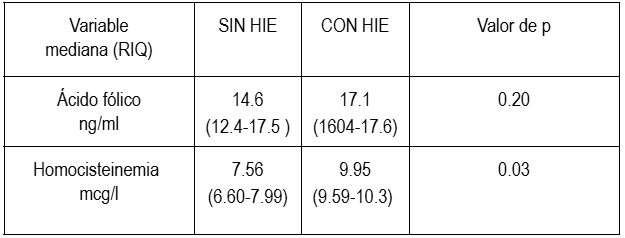 Variable SIN HIE CON HIE Valor de p
mediana (RIQ)
Ácido fólico 14.6 17.1 0.20
ng/ml (12.4-17.5 ) (1604-17.6)
Homocisteinemia 7.56 9.95 0.03
mcg/l (6.60-7.99) (9.59-10.3)